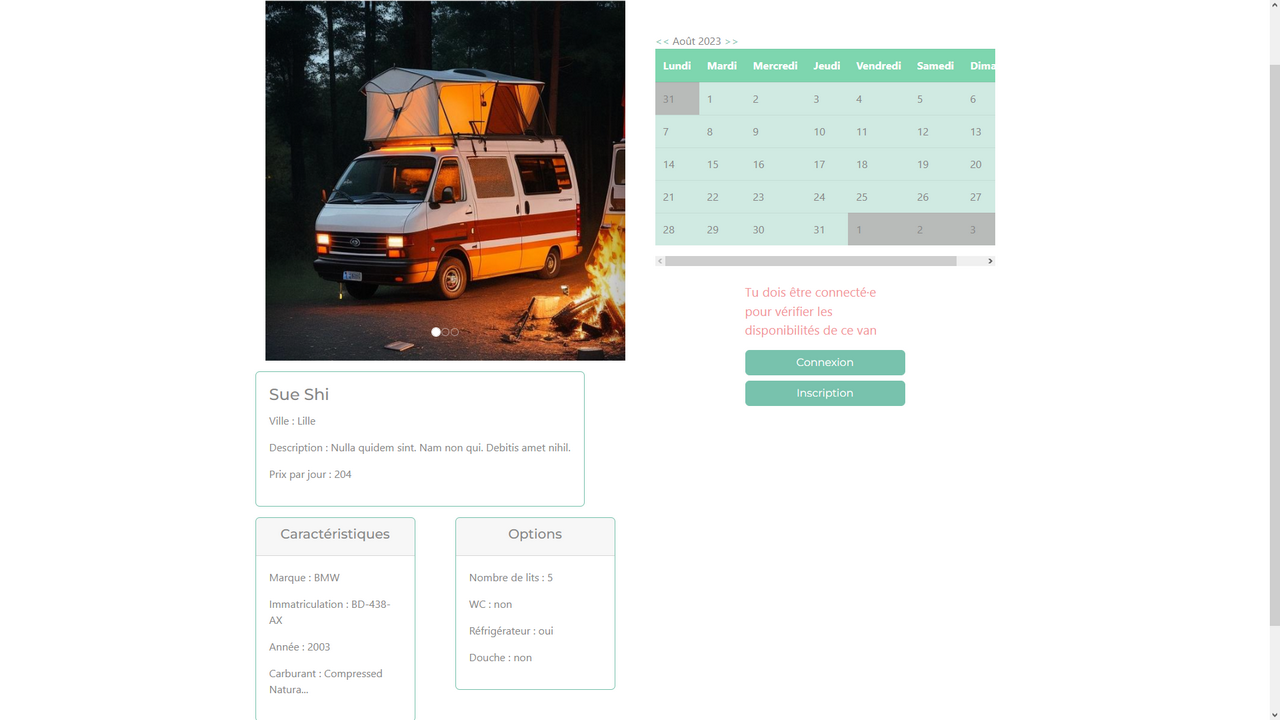 << Août 2023 >>
Lundi Mardi Mercredi Jeudi Vendredi Samedi Dima
31 1 2 3 4 5 6
7 8 9 10 11 12 13
14 15 16 17 18 19 20
21 22 23 24 25 26 27
28 29 30 31 1 2 3
Tu dois être connecté·e
pour vérifier les
disponibilités de ce van
Connexion
Inscription
Sue Shi
Ville : Lille
Description : Nulla quidem sint. Nam non qui. Debitis amet nihil.
Prix par jour : 204
Caractéristiques
Marque : BMW
Immatriculation : BD-438-
AX
Année : 2003
Carburant : Compressed
Natura...
Options
Nombre de lits : 5
WC : non
Réfrigérateur : oui
Douche : non